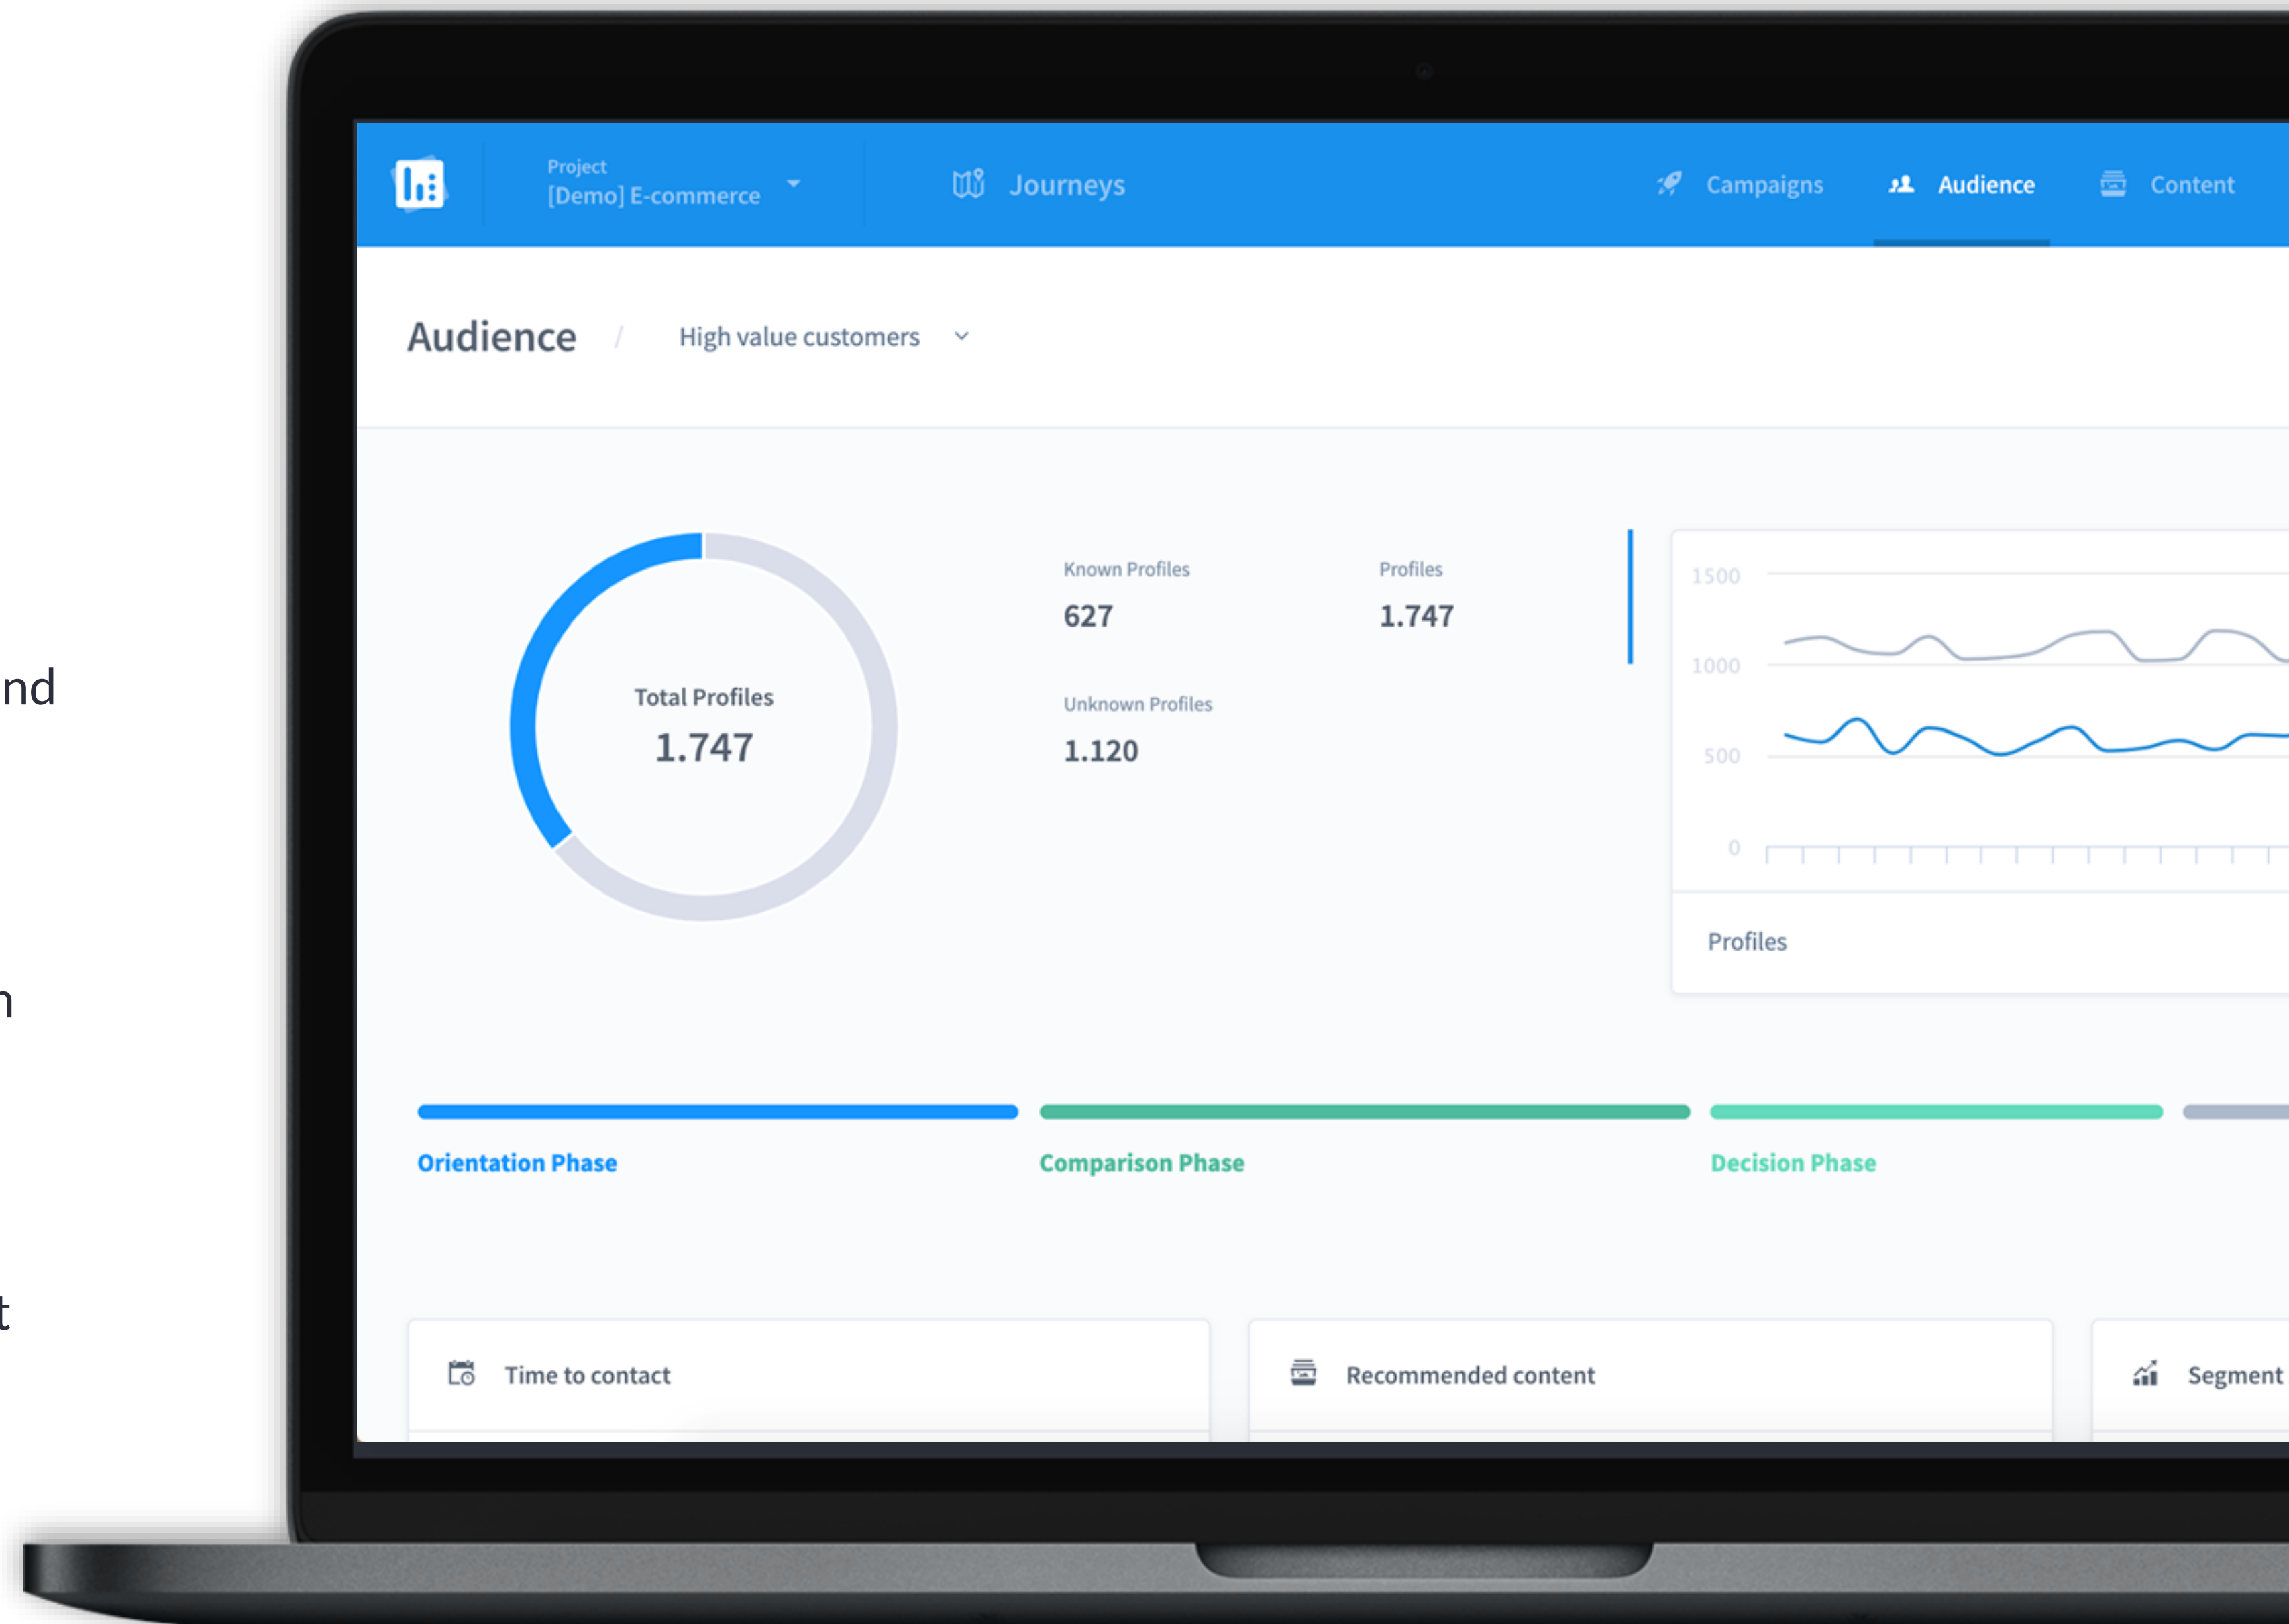 nd
n
t
Project
[Demo] E-commerce
Journeys
Campaigns
Audience
Content
Audience / High value customers
Total Profiles
1.747
Known Profiles
627
Profiles
1.747
Unknown Profiles
1.120
1500
1000
500
0
Profiles
Orientation Phase
Comparison Phase
Decision Phase
Time to contact
Recommended content
Segment